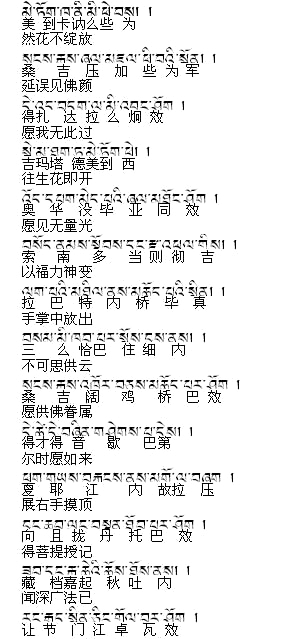 མེ་ཏོག་ཁ་ནི་མི་ཕྱེ་བས། །
美 到卡讷么些 为
然花不绽放
སངས་རྒྱས་ཞལ་མཇལ་ཕྱི་བའི་སྐྱོན། །
桑 吉 压 加 些 为 军
延误见佛颜
དེ་འདྲ་བདག་ལ་མི་འབྱུང་ཤོག །
得扎 达 拉 么 炯 效
愿我无此过
སྐྱེ་མ་ཐག་ཏུ་མེ་ཏོག་ཕྱེ། །
吉玛塔 德美到 西
往生花即开
འོད་དཔག་མེད་པའི་ཞལ་མཐོང་ཤོག །
奥 华 没 毕 亚 同 效
愿见无量光
བསོད་ནམས་སྟོབས་དང་རྫུ་འཕྲུལ་གྱིས། །
索 南 多 当 则 彻 吉
以福力神变
ལག་པའི་མཐིལ་ནས་མཆོད་པའི་སྤྲིན། །
拉 巴 特 内 桥 毕 真
手掌中放出
བསམ་མི་ཁྱབ་པར་སྤྲོས་ནས་ནི། །
三 么 恰巴 住 细 内
不可思供云
སངས་རྒྱས་འཁོར་བཅས་མཆོད་པར་ཤོག །
桑 吉 阔 鸡 桥 巴 效
愿供佛眷属
དེ་ཚེ་དེ་བཞིན་གཤེགས་པ་དེས། །
得才得 音 歇 巴第
尔时愿如来
ཕྱག་གཡས་བརྐྱངས་ནས་མགོ་ལ་བཞག །
夏 耶 江 内 故拉 压
展右手摸顶
བྱང་ཆུབ་ལུང་བསྟན་ཐོབ་པར་ཤོག །
向 且 拢 丹 托 巴 效
得菩提授记
ཟབ་དང་རྒྱ་ཆེའི་ཆོས་ཐོས་ནས། །
藏 档嘉起 秋 吐 内
闻深广法已
རང་རྒྱུད་སྨིན་ཅིང་གྲོལ་བར་ཤོག །
让 节 门 江 卓 瓦 效